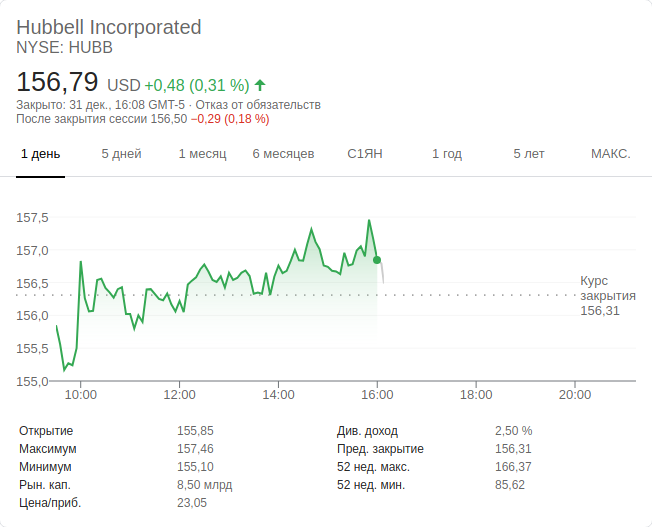 Hubbell Incorporated
NYSE: HUBB
156,79 USD +0,48 (0,31 %)
Закрыто: 31 дек., 16:08 GMT-5 · Отказ от обязательств
После закрытия сессии 156,50 −0,29 (0,18 %)
1 день 5 дней 1 месяц 6 месяцев С1ЯН 1 год 5 лет МАКС.
157,5
157,0
156,5
156,0
155,5
155,0
Курс
закрытия
156,31
10:00 12:00 14:00 16:00 18:00 20:00
Открытие 155,85 Див. доход 2,50 %
Максимум 157,46 Пред. закрытие 156,31
Минимум 155,10 52 нед. макс. 166,37
Рын. кап. 8,50 млрд 52 нед. мин. 85,62
Цена/приб. 23,05